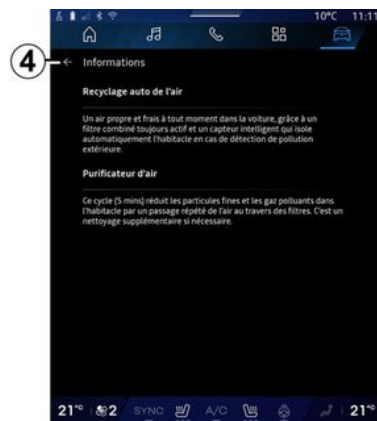 10°C 11:11
4
Informations
Recyclage auto de l'air
Un air propre et frais à tout moment dans la voiture, grâce à un
filtre combiné toujours actif et un capteur intelligent qui isole
automatiquement l'habitacle en cas de détection de pollution
extérieure.
Purificateur d'air
Ce cycle (5 mins) réduit les particules fines et les gaz polluants dans
l'habitacle par un passage répété de l'air au travers des filtres. C'est un
nettoyage supplémentaire si nécessaire.
21°C 2 SYNC A/C 21°C